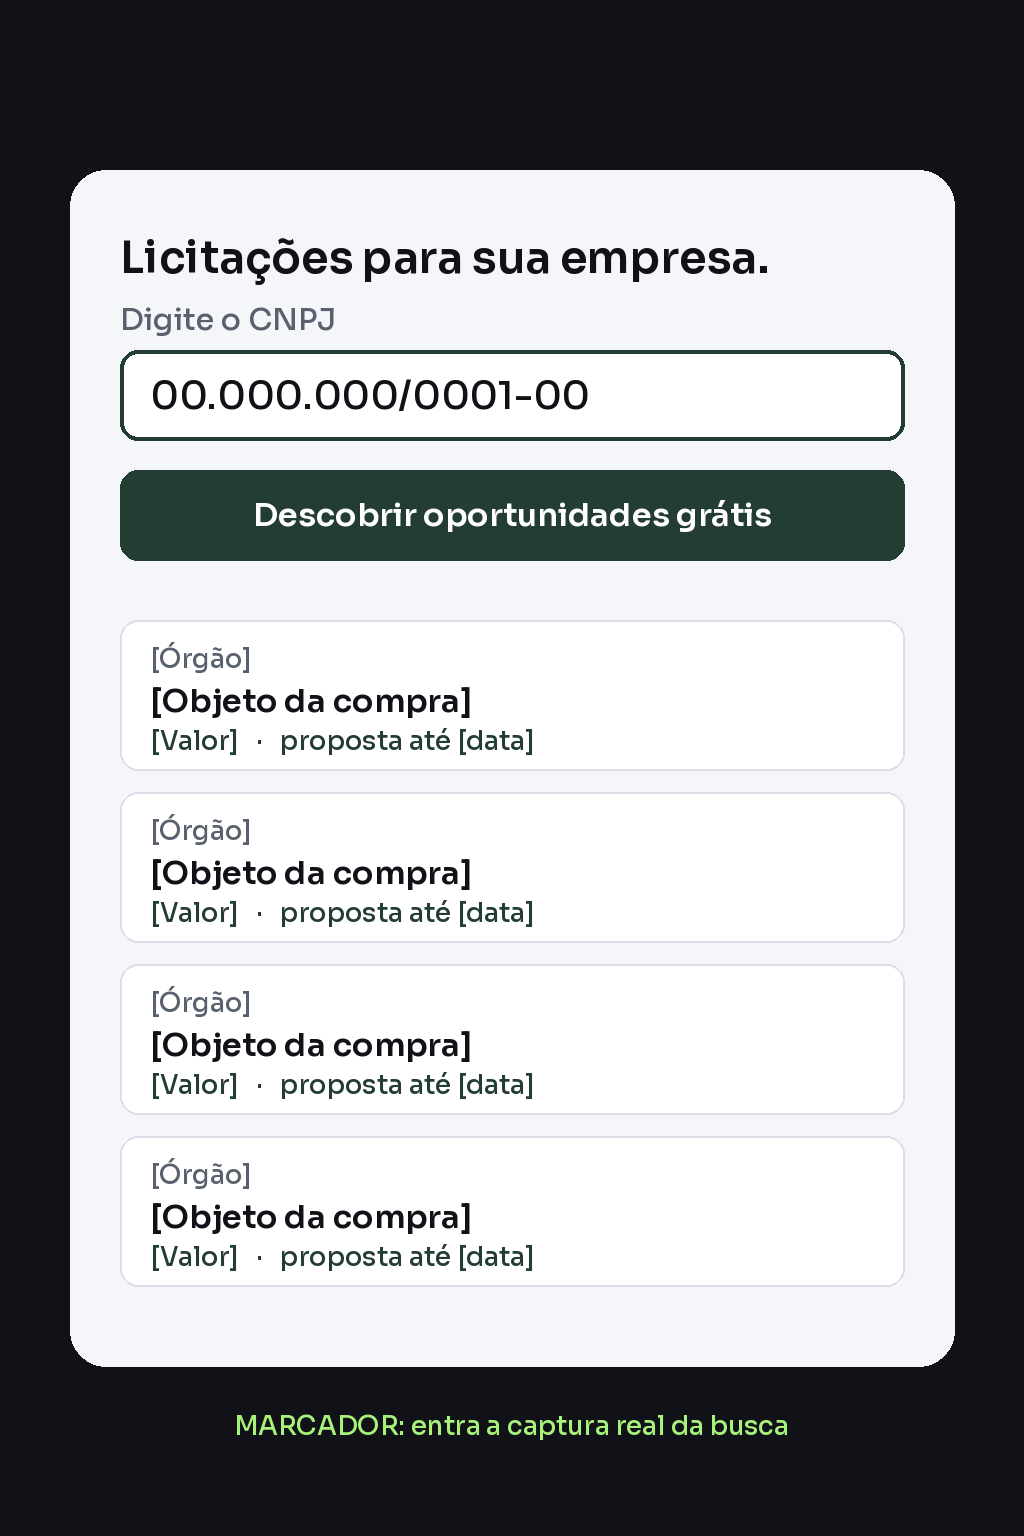 Licitações para sua empresa.
Digite o CNPJ
00.000.000/0001-00
Descobrir oportunidades grátis
[Órgão]
[Objeto da compra]
[Valor] · proposta até [data]
[Órgão]
[Objeto da compra]
[Valor] · proposta até [data]
[Órgão]
[Objeto da compra]
[Valor] · proposta até [data]
[Órgão]
[Objeto da compra]
[Valor] · proposta até [data]
MARCADOR: entra a captura real da busca